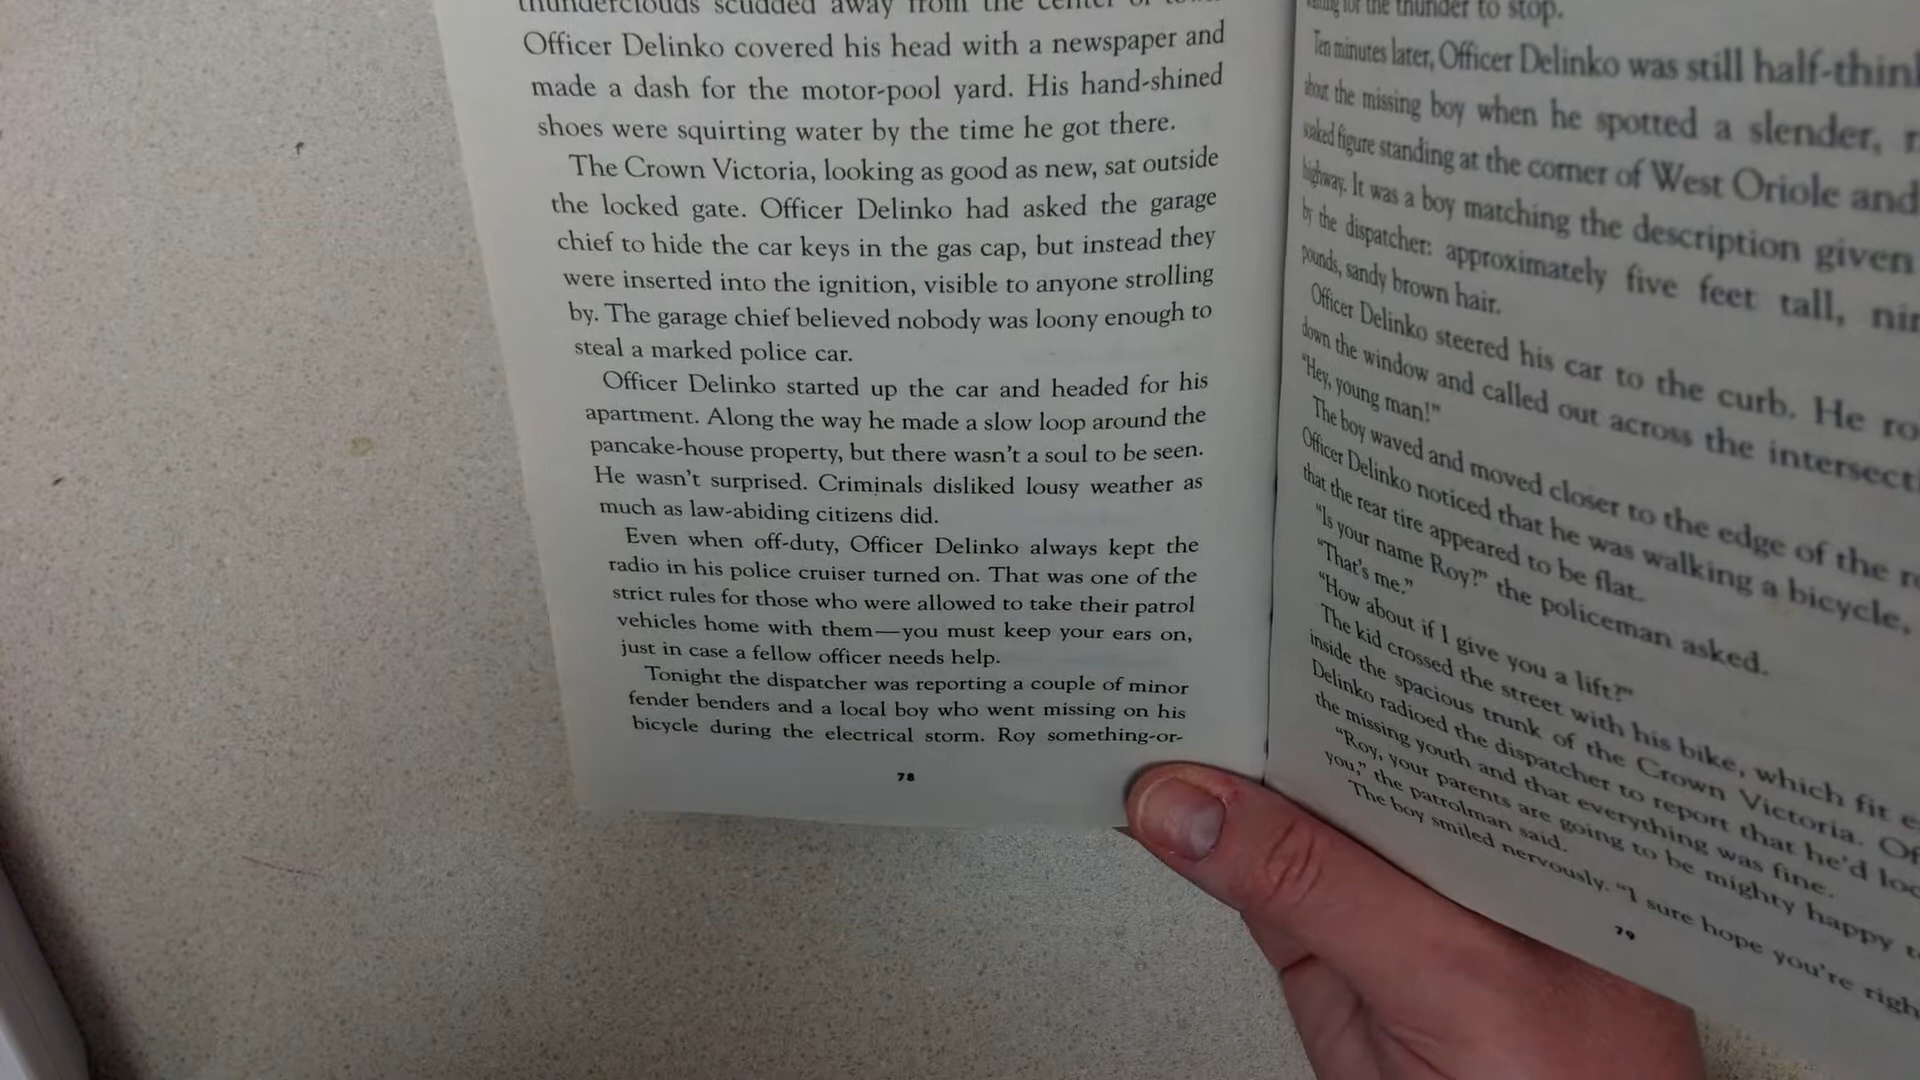 thunderclouds scudded away from the center of
Officer Delinko covered his head with a newspaper and
made a dash for the motor-pool yard. His hand-shined
shoes were squirting water by the time he got there.
The Crown Victoria, looking as good as new, sat outside
the locked gate. Officer Delinko had asked the garage
chief to hide the car keys in the gas cap, but instead they
were inserted into the ignition, visible to anyone strolling
by. The garage chief believed nobody was loony enough to
steal a marked police car.
Officer Delinko started up the car and headed for his
apartment. Along the way he made a slow loop around the
pancake-house property, but there wasn't a soul to be seen.
He wasn't surprised. Criminals disliked lousy weather as
much as law-abiding citizens did.
Even when off-duty, Officer Delinko always kept the
radio in his police cruiser turned on. That was one of the
strict rules for those who were allowed to take their patrol
vehicles home with them—you must keep your ears on,
just in case a fellow officer needs help.
Tonight the dispatcher was reporting a couple of minor
fender benders and a local boy who went missing on his
bicycle during the electrical storm. Roy something-or-
78
for the thunder to stop.
Ten minutes later, Officer Delinko was still
about the missing boy when he spotted a slender,
soaked figure standing at the corner of West Oriole and
highway. It was a boy matching the description given
by the dispatcher: approximately five feet tall,
pounds, sandy brown hair.
Officer Delinko steered his car to the curb. He
down the window and called out across the
"Hey, young man!"
The boy waved and moved closer to the edge of the
Officer Delinko noticed that he was walking a bicycle,
that the rear tire appeared to be flat.
"Is your name Roy?" the policeman asked.
"That's me."
"How about if I give you a lift?"
The kid crossed the street with his bike, which fit
inside the spacious trunk of the Crown Victoria.
Delinko radioed the dispatcher to report that he'd
the missing youth and that everything was fine.
"Roy, your parents are going to be mighty happy
you," the patrolman said.
The boy smiled nervously. "I sure hope you're
79